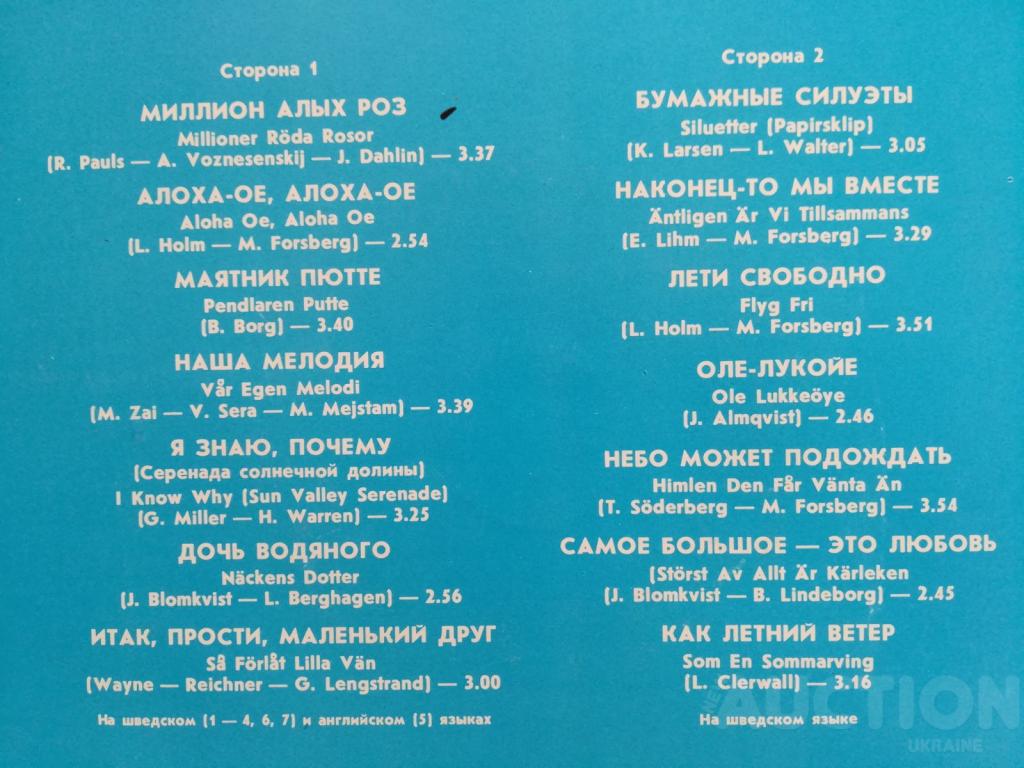 Сторона 1
МИЛЛИОН АЛЫХ РОЗ
Millioner Röda Rosor
(R. Pauls — A. Voznesenskij — J. Dahlin) — 3.37
АЛОХА-ОЕ, АЛОХА-ОЕ
Aloha Oe, Aloha Oe
(L. Holm — M. Forsberg) — 2.54
МАЯТНИК ПЮТТЕ
Pendlaren Putte
(B. Borg) — 3.40
НАША МЕЛОДИЯ
Vår Egen Melodi
(M. Zai — V. Sera — M. Mejstam) — 3.39
Я ЗНАЮ, ПОЧЕМУ
(Серенада солнечной долины)
I Know Why (Sun Valley Serenade)
(G. Miller — H. Warren) — 3.25
ДОЧЬ ВОДЯНОГО
Näckens Dotter
(J. Blomkvist — L. Berghagen) — 2.56
ИТАК, ПРОСТИ, МАЛЕНЬКИЙ ДРУГ
Så Förlåt Lilla Vän
(Wayne — Reichner — G. Lengstrand) — 3.00
На шведском (1 — 4, 6, 7) и английском (5) языках
Сторона 2
БУМАЖНЫЕ СИЛУЭТЫ
Siluetter (Papirsklip)
(K. Larsen — L. Walter) — 3.05
НАКОНЕЦ-ТО МЫ ВМЕСТЕ
Äntligen Är Vi Tillsammans
(E. Lihm — M. Forsberg) — 3.29
ЛЕТИ СВОБОДНО
Flyg Fri
(L. Holm — M. Forsberg) — 3.51
ОЛЕ-ЛУКОЙЕ
Ole Lukkeöye
(J. Almqvist) — 2.46
НЕБО МОЖЕТ ПОДОЖДАТЬ
Himlen Den Får Vänta Än
(T. Söderberg — M. Forsberg) — 3.54
САМОЕ БОЛЬШОЕ — ЭТО ЛЮБОВЬ
(Störst Av Allt Är Kärleken
(J. Blomkvist — B. Lindeborg) — 2.45
КАК ЛЕТНИЙ ВЕТЕР
Som En Sommarving
(L. Clerwall) — 3.16
На шведском языке
AUCTION
UKRAINE